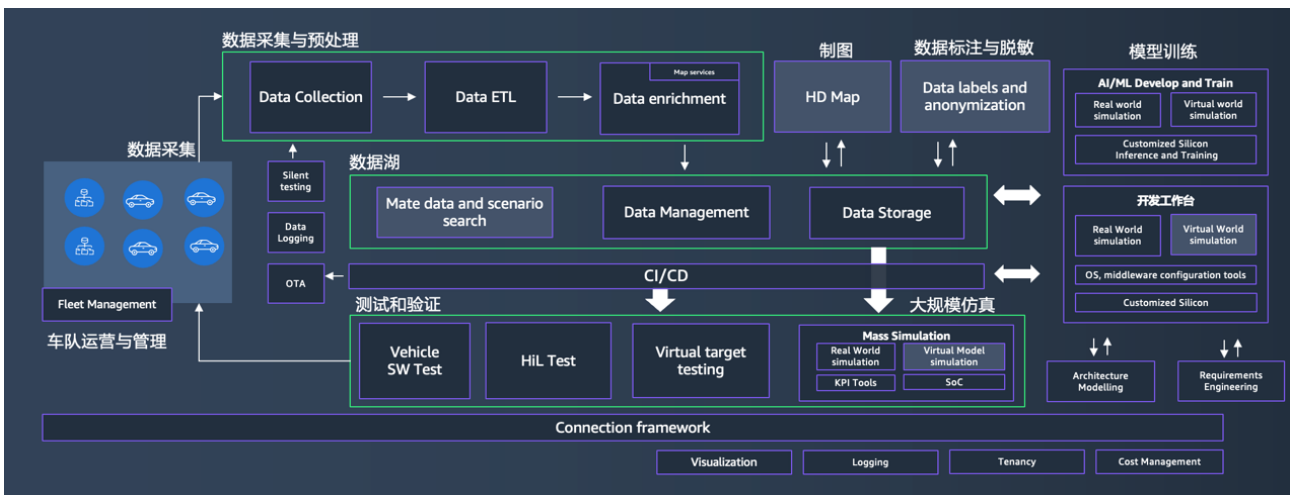 数据采集与预处理
Data Collection
Data ETL
Map services
Data enrichment
制图
HD Map
数据标注与脱敏
Data labels and
anonymization
模型训练
AI/ML Develop and Train
Real world
simulation
Virtual world
simulation
Customized Silicon
Inference and Training
数据采集
Fleet Management
车队运营与管理
Silent
testing
Data
Logging
OTA
数据湖
Mate data and scenario
search
Data Management
Data Storage
开发工作台
Real World
simulation
Virtual World
simulation
OS, middleware configuration tools
Customized Silicon
CI/CD
测试和验证
大规模仿真
Vehicle
SW Test
HiL Test
Virtual target
testing
Mass Simulation
Real World
simulation
Virtual Model
simulation
KPI Tools
SoC
Architecture
Modelling
Requirements
Engineering
Connection framework
Visualization
Logging
Tenancy
Cost Management